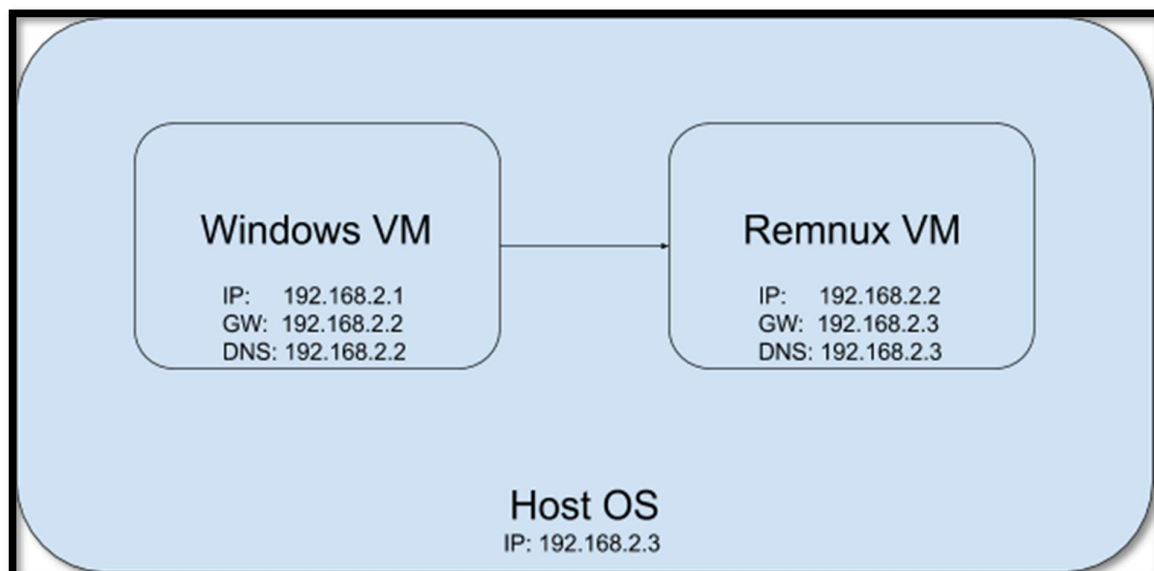 Windows VM
IP: 192.168.2.1
GW: 192.168.2.2
DNS: 192.168.2.2
Remnux VM
IP: 192.168.2.2
GW: 192.168.2.3
DNS: 192.168.2.3
Host OS
IP: 192.168.2.3